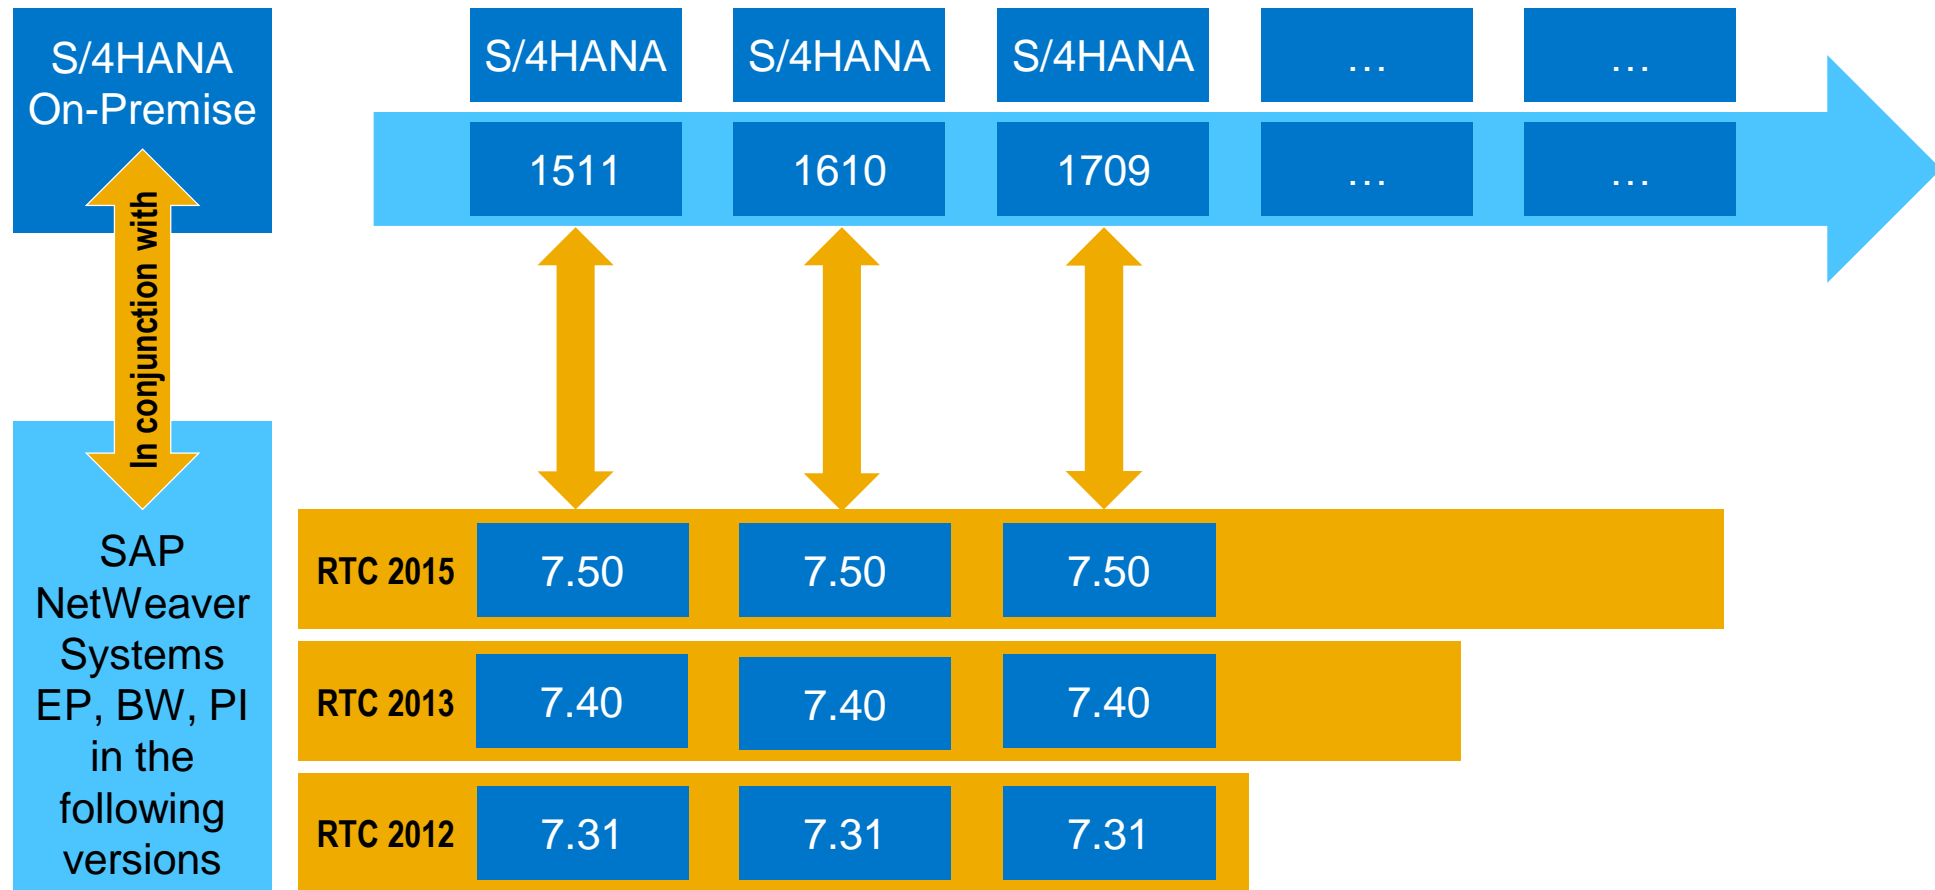 S/4HANA
On-Premise
S/4HANA S/4HANA S/4HANA ... ...
1511 1610 1709 ... ...
In conjunction with
SAP
NetWeaver
Systems
EP, BW, PI
in the
following
versions
RTC 2015 7.50 7.50 7.50
RTC 2013 7.40 7.40 7.40
RTC 2012 7.31 7.31 7.31